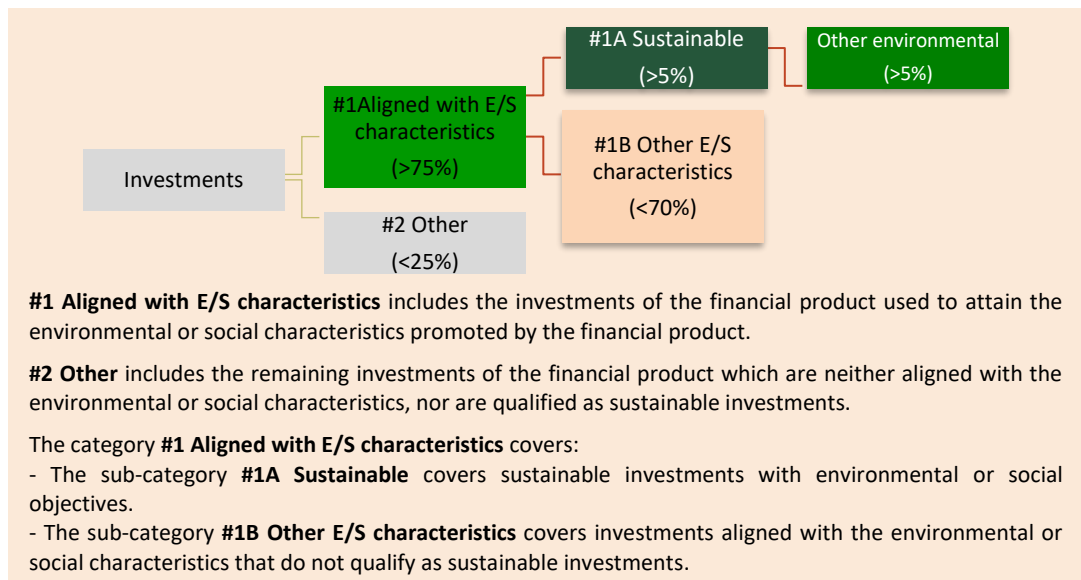 #1A Sustainable
(>5%)
Other environmental
(>5%)
#1Aligned with E/S
characteristics
(>75%)
#1B Other E/S
characteristics
(<70%)
Investments
#2 Other
(<25%)
#1 Aligned with E/S characteristics includes the investments of the financial product used to attain the
environmental or social characteristics promoted by the financial product.
#2 Other includes the remaining investments of the financial product which are neither aligned with the
environmental or social characteristics, nor are qualified as sustainable investments.
The category #1 Aligned with E/S characteristics covers:
- The sub-category #1A Sustainable covers sustainable investments with environmental or social
objectives.
- The sub-category #1B Other E/S characteristics covers investments aligned with the environmental or
social characteristics that do not qualify as sustainable investments.